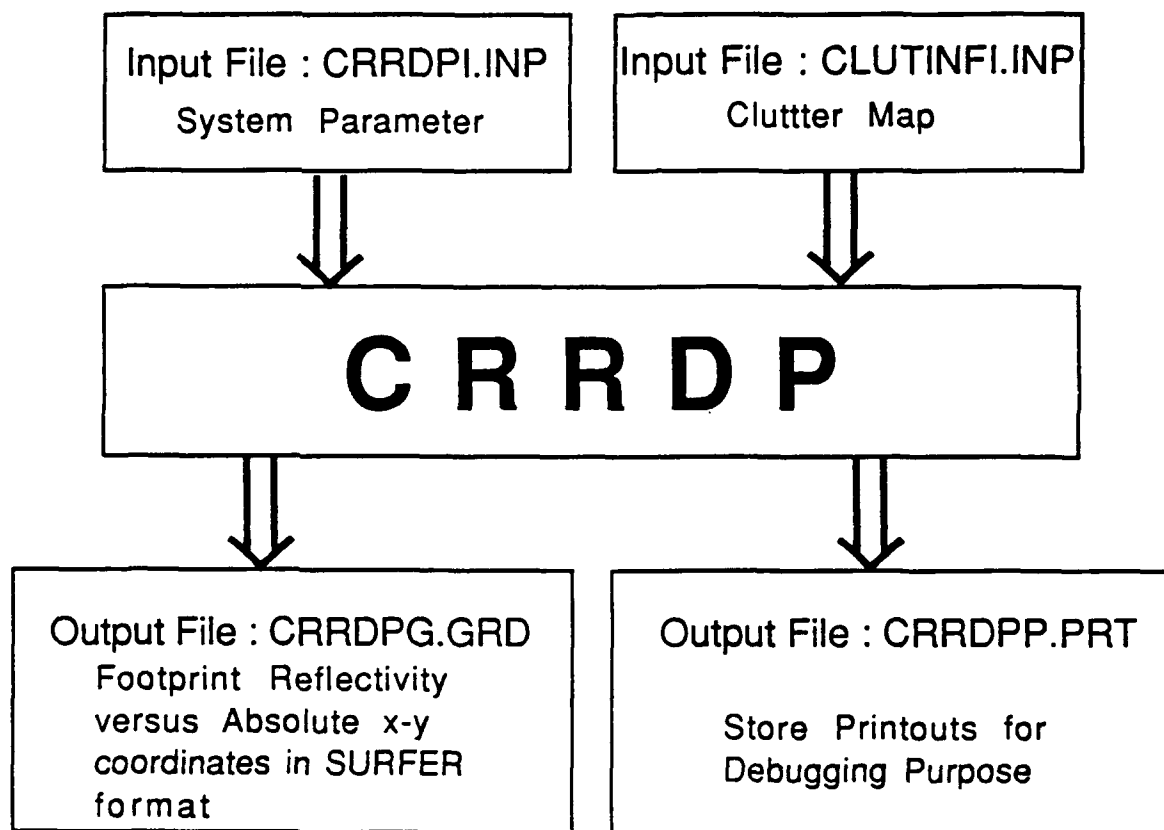 Input File : CRRDPI.INP
System Parameter
Input File : CLUTINFI.INP
Cluttter Map
C R R D P
Output File : CRRDPG.GRD
Footprint Reflectivity
versus Absolute x-y
coordinates in SURFER
format
Output File : CRRDPP.PRT
Store Printouts for
Debugging Purpose